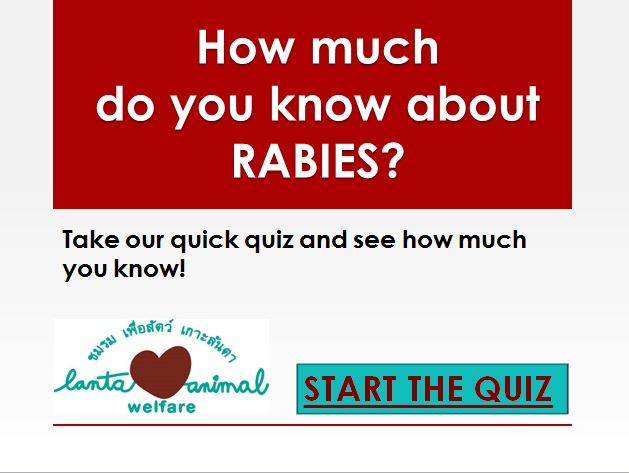 How much
do you know about
RABIES?
Take our quick quiz and see how much
you know!
ชมรม เพื่อสัตว์ เกาะลันตา
lanta animal
welfare
START THE QUIZ